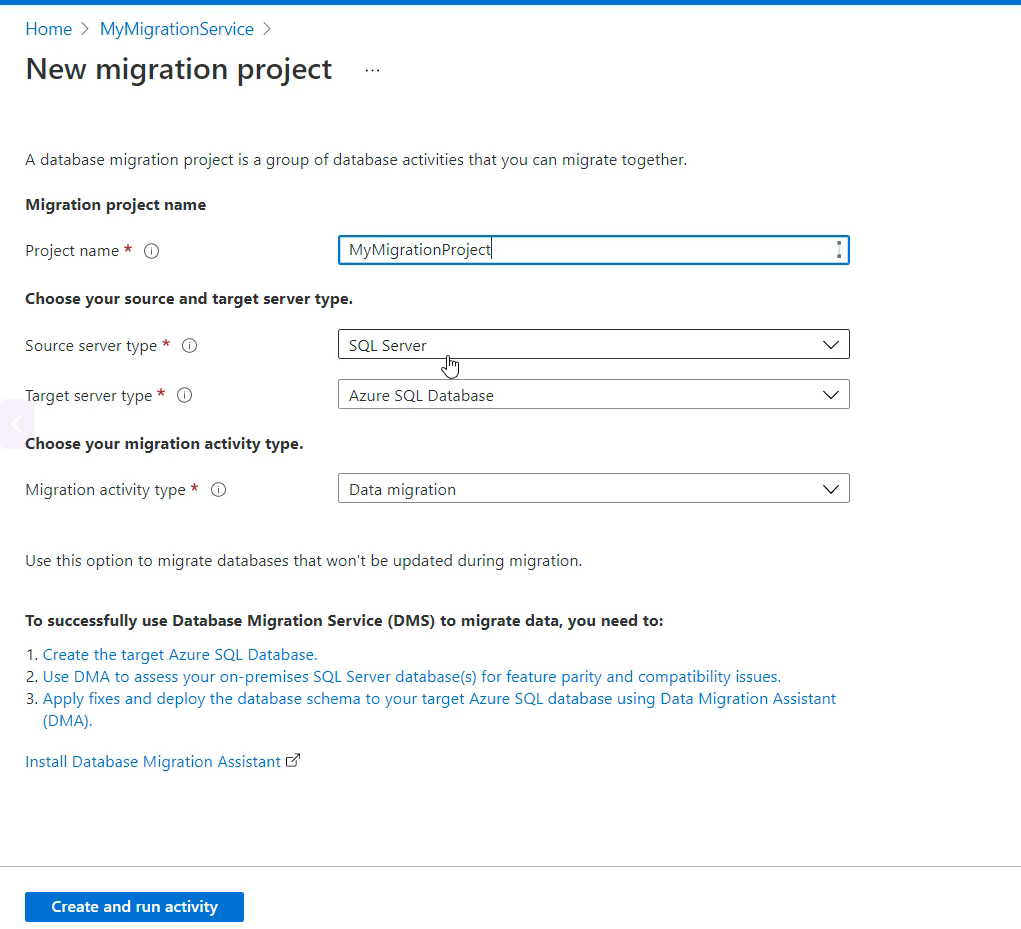 Home > MyMigrationService >
New migration project ...
A database migration project is a group of database activities that you can migrate together.
Migration project name
Project name *
MyMigrationProject
Choose your source and target server type.
Source server type *
SQL Server
Target server type *
Azure SQL Database
Choose your migration activity type.
Migration activity type *
Data migration
Use this option to migrate databases that won't be updated during migration.
To successfully use Database Migration Service (DMS) to migrate data, you need to:
1. Create the target Azure SQL Database.
2. Use DMA to assess your on-premises SQL Server database(s) for feature parity and compatibility issues.
3. Apply fixes and deploy the database schema to your target Azure SQL database using Data Migration Assistant
(DMA).
Install Database Migration Assistant
Create and run activity